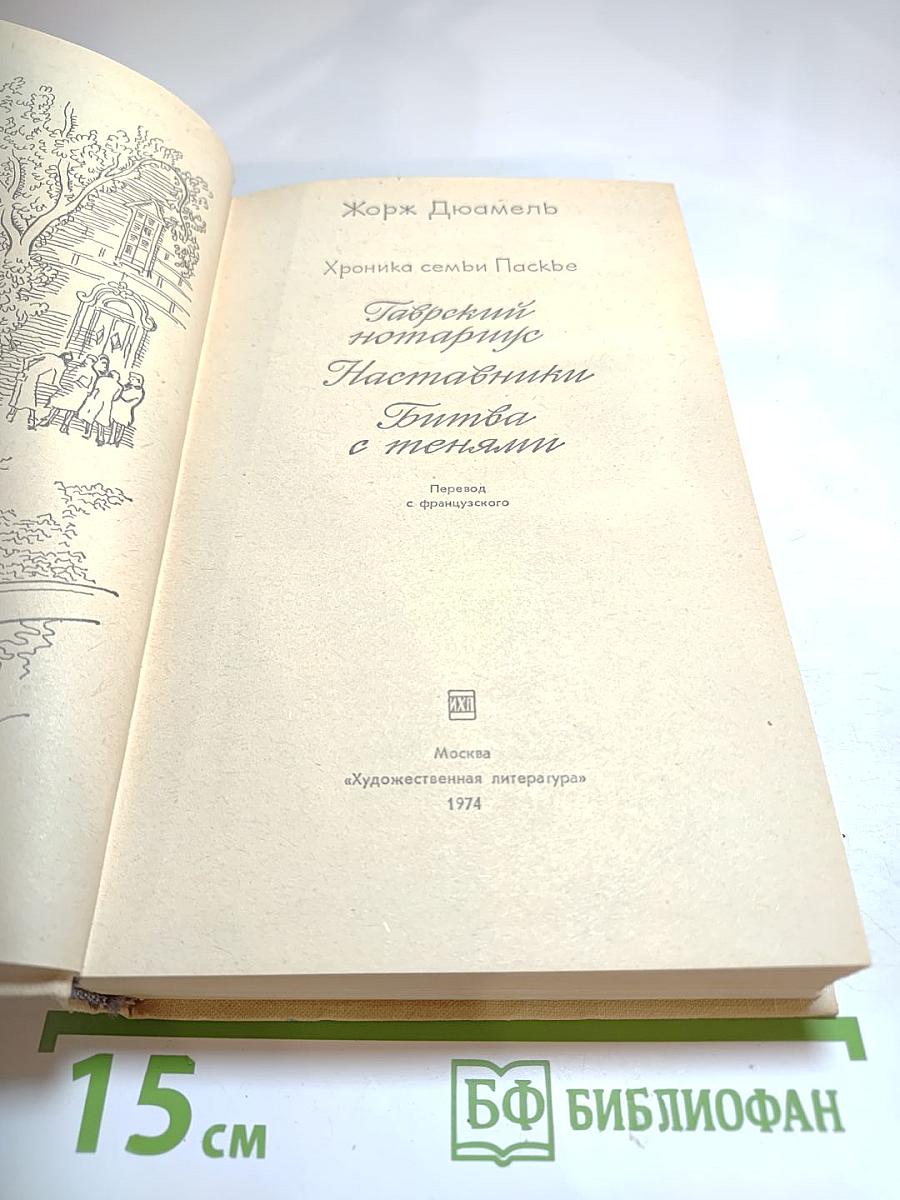 Жорж Дюамель
Хроника семьи Паскье
Гаврский
нотариус
Наставники
Битва
с тенями
Перевод
с французского
ИХЛ
Москва
«Художественная литература»
1974
15 см
БФ БИБЛИОФАН